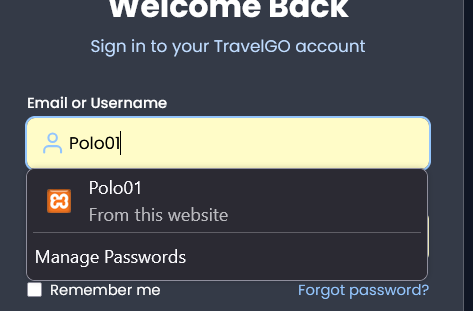 Welcome Back
Sign in to your TravelGO account
Email or Username
Polo01
Polo01
From this website
Manage Passwords
Remember me
Forgot password?